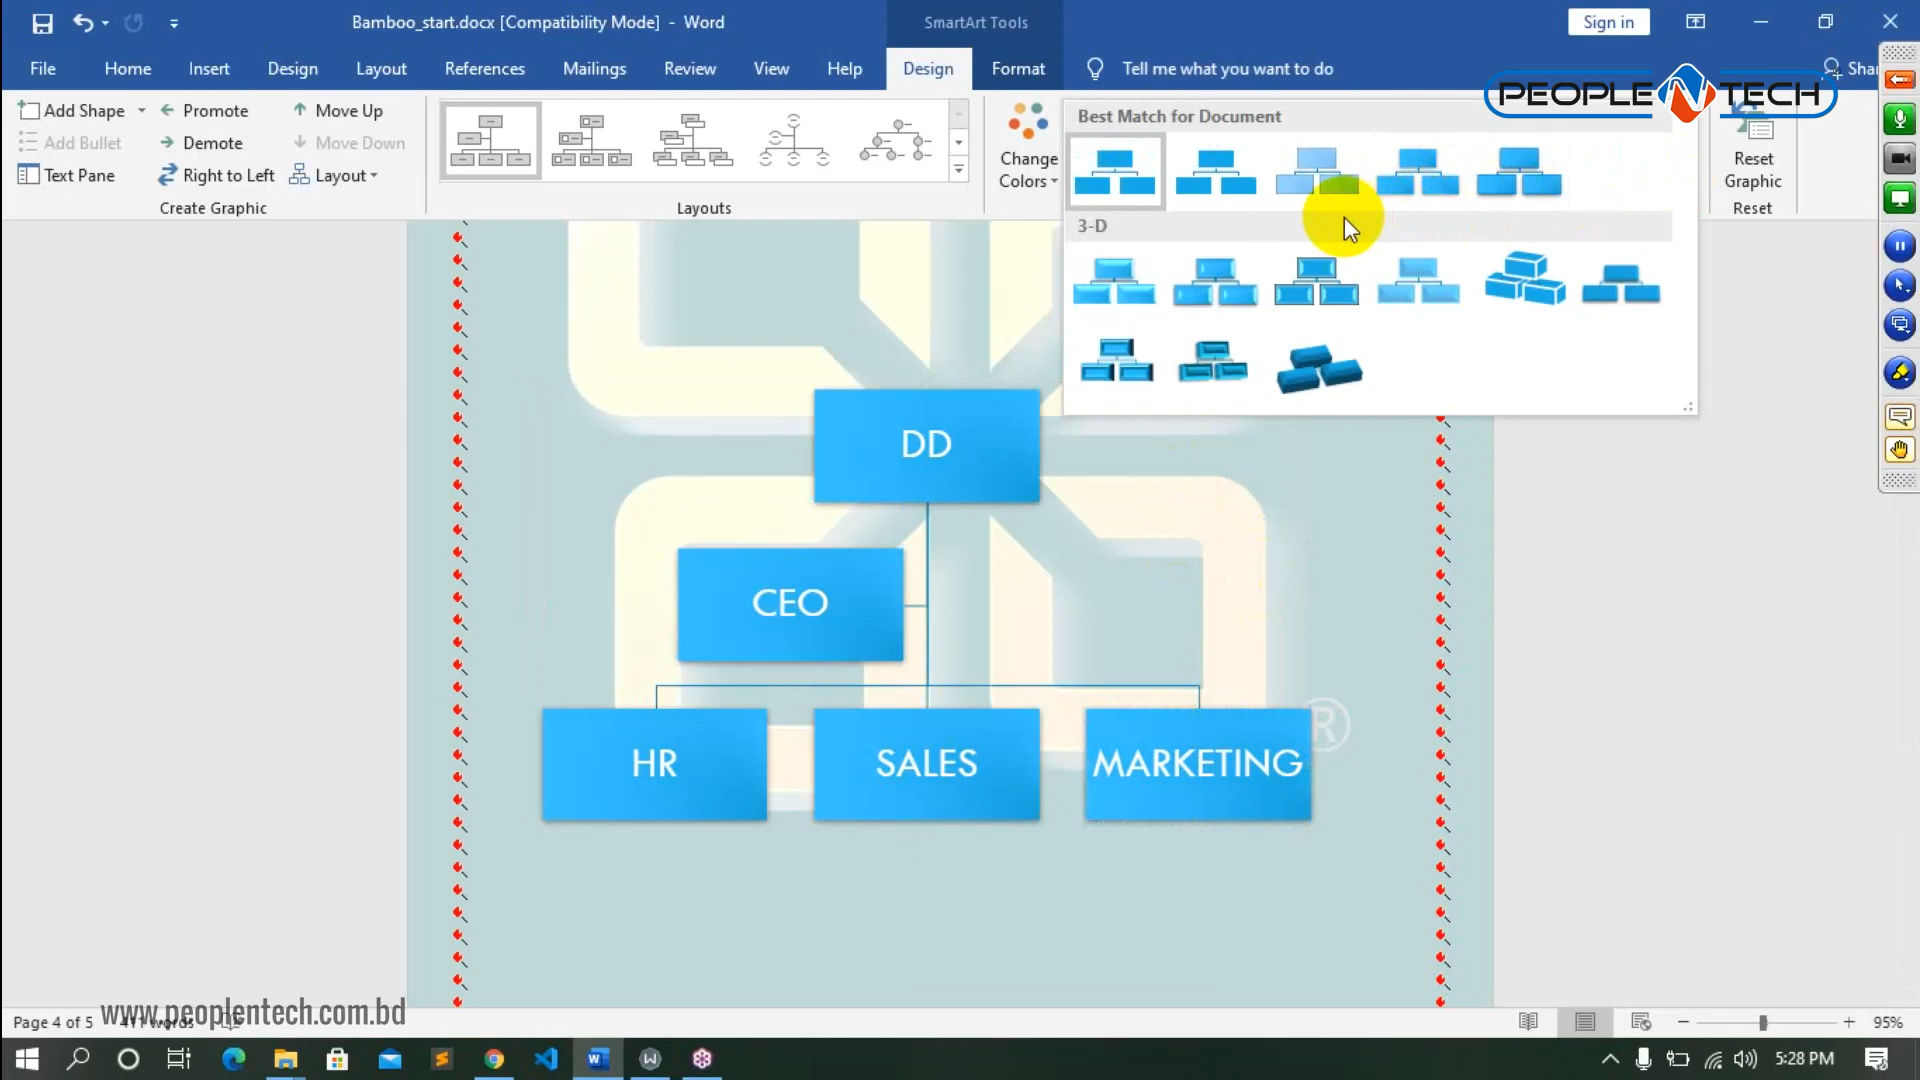 Bamboo_start.docx [Compatibility Mode] - Word
SmartArt Tools
Sign in
File Home Insert Design Layout References Mailings Review View Help Design Format Tell me what you want to do Shar
PEOPLE N TECH
Add Shape Promote Move Up
Add Bullet Demote Move Down
Text Pane Right to Left Layout
Create Graphic
Layouts
Change
Colors
Best Match for Document
3-D
Reset
Graphic
Reset
DD
CEO
HR SALES MARKETING
®
www.peoplentech.com.bd
Page 4 of 5 411 words
95%
5:28 PM